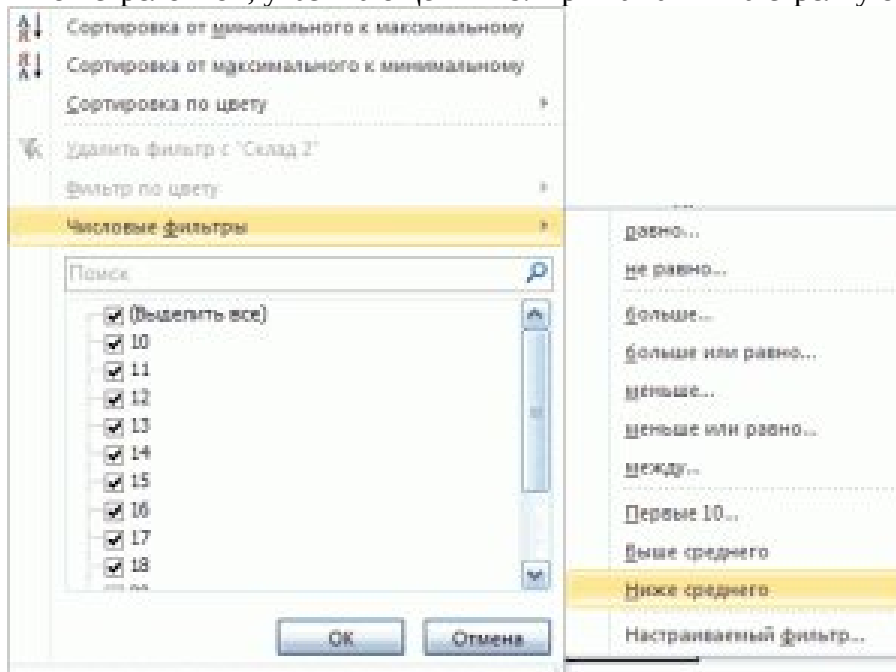 Сортировка от минимального к максимальному
Сортировка от максимального к минимальному
Сортировка по цвету
Удалить фильтр с "Склад 2"
Фильтр по цвету
Числовые фильтры
Поиск
(Выделить все)
10
11
12
13
14
15
16
17
18
ОК
Отмена
равно...
не равно...
больше...
больше или равно...
меньше...
меньше или равно...
между...
Первые 10...
Выше среднего
Ниже среднего
Настраиваемый фильтр...